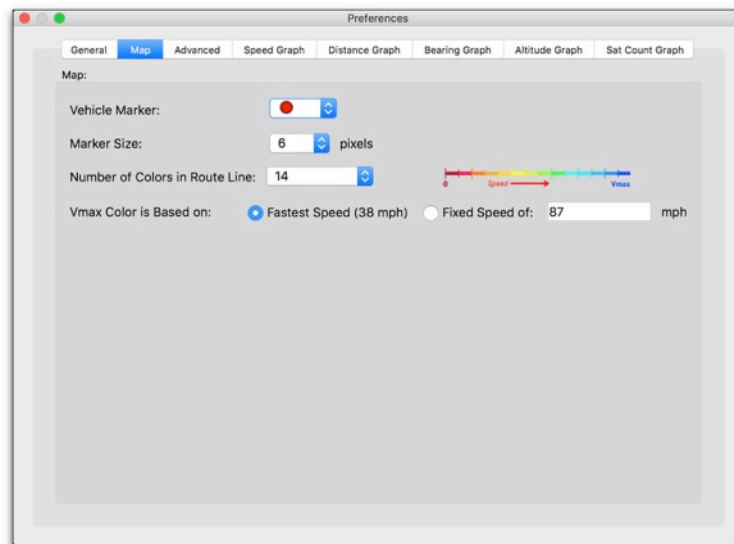 Preferences
General Map Advanced Speed Graph Distance Graph Bearing Graph Altitude Graph Sat Count Graph
Map:
Vehicle Marker:
Marker Size: 6 pixels
Number of Colors in Route Line: 14
0 Speed Vmax
Vmax Color is Based on: Fastest Speed (38 mph) Fixed Speed of: 87 mph